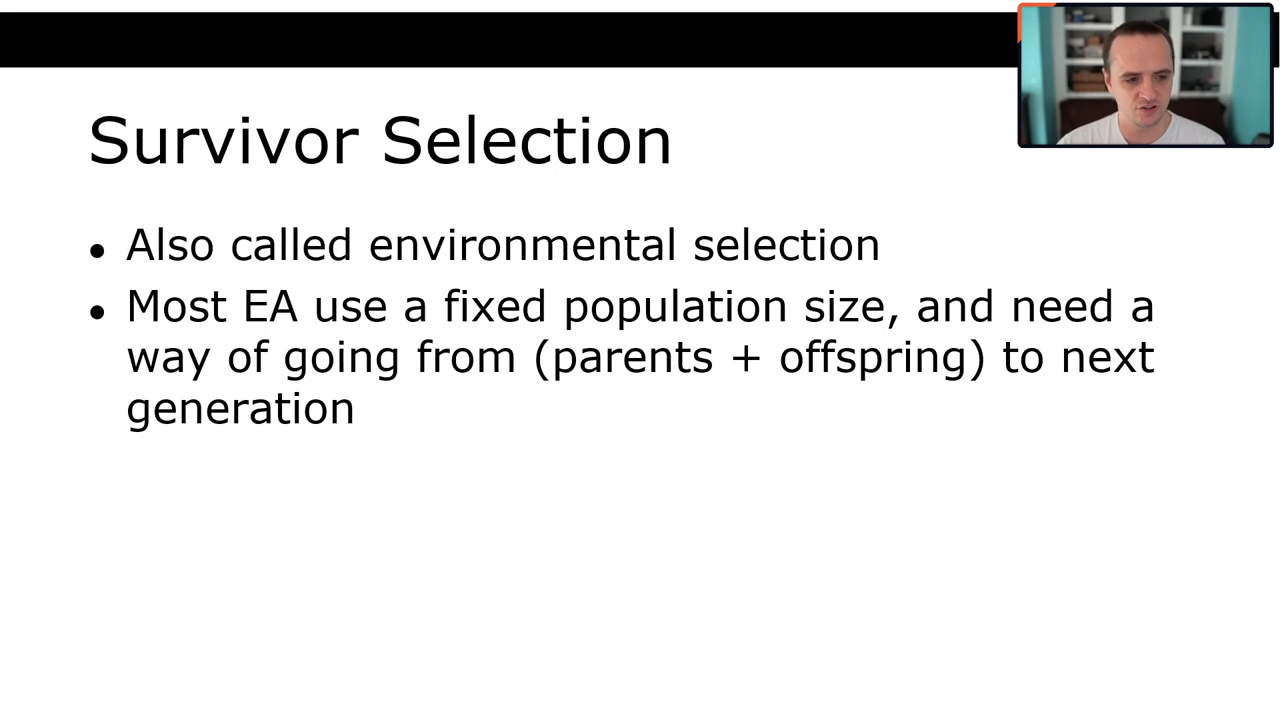 Survivor Selection
• Also called environmental selection
• Most EA use a fixed population size, and need a
way of going from (parents + offspring) to next
generation